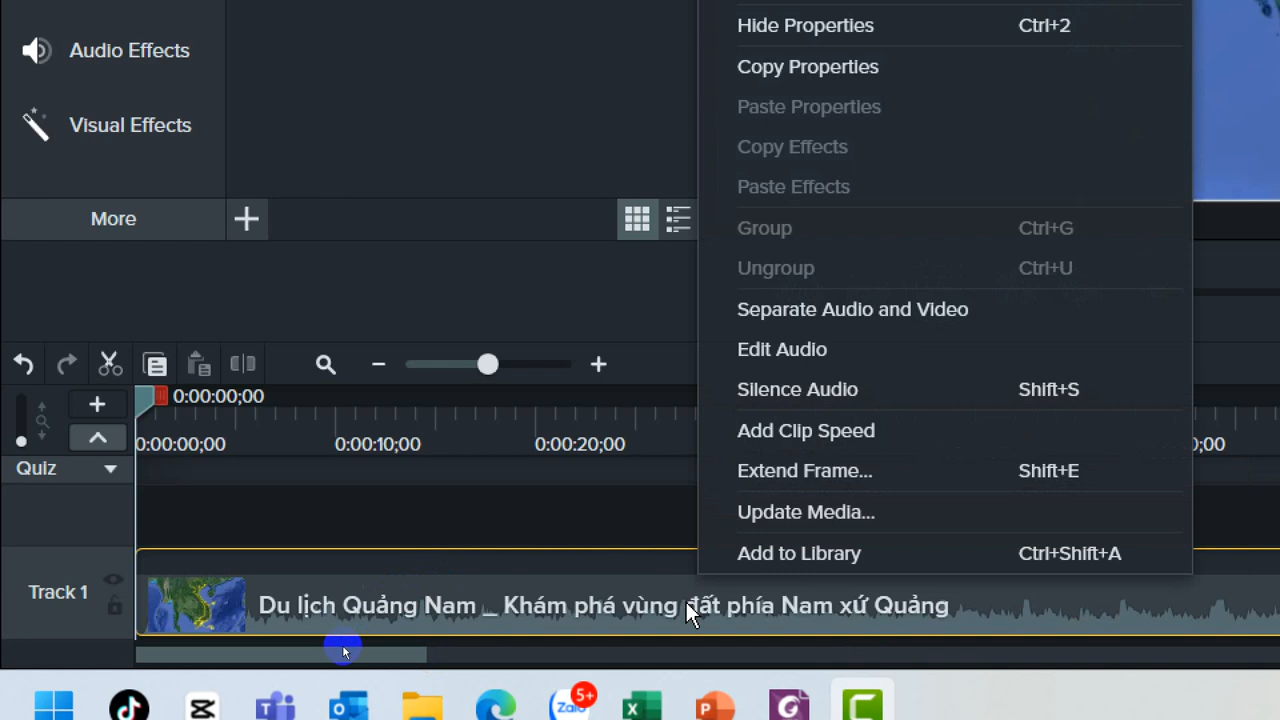 Audio Effects
Visual Effects
More
Hide Properties Ctrl+2
Copy Properties
Paste Properties
Copy Effects
Paste Effects
Group Ctrl+G
Ungroup Ctrl+U
Separate Audio and Video
Edit Audio
Silence Audio Shift+S
Add Clip Speed
Extend Frame... Shift+E
Update Media...
Add to Library Ctrl+Shift+A
0:00:00;00
0:00:00;00 0:00:10;00 0:00:20;00 0;00
Quiz
Track 1
Du lịch Quảng Nam _ Khám phá vùng đất phía Nam xứ Quảng
5+
Zalo